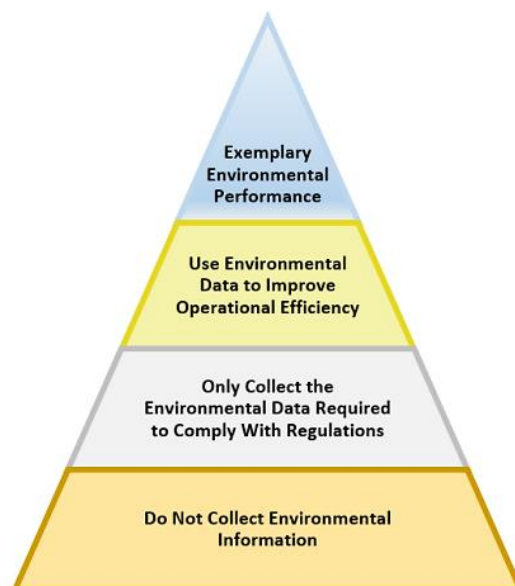 Exemplary
Environmental
Performance
Use Environmental
Data to Improve
Operational Efficiency
Only Collect the
Environmental Data Required
to Comply With Regulations
Do Not Collect Environmental
Information